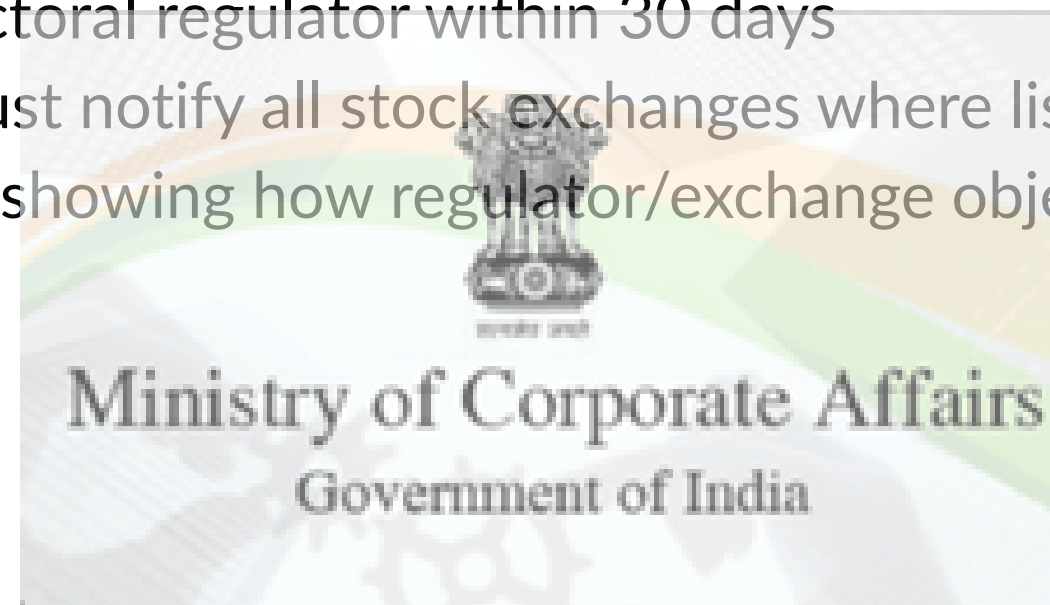 ctoral regulator within 30 days
ust notify all stock exchanges where lis
showing how regulator/exchange obje
Ministry of Corporate Affairs
Government of India